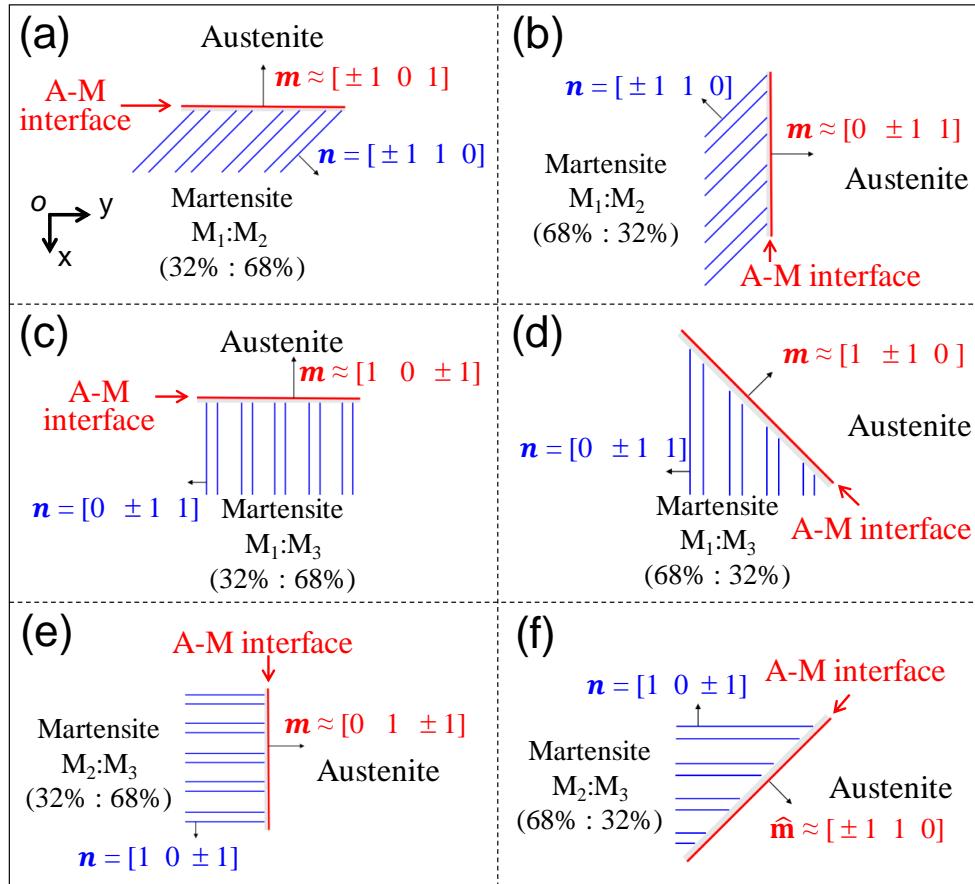 (a)
Austenite
m ≈ [ ± 1 0 1]
A-M
interface
n = [ ± 1 1 0]
Martensite
M₁:M₂
(32% : 68%)
o
y
x
(b)
n = [ ± 1 1 0]
m ≈ [0 ± 1 1]
Martensite
M₁:M₂
(68% : 32%)
Austenite
A-M interface
(c)
Austenite
m ≈ [1 0 ± 1]
A-M
interface
n = [0 ± 1 1]
Martensite
M₁:M₃
(32% : 68%)
(d)
m ≈ [1 ± 1 0 ]
Austenite
n = [0 ± 1 1]
Martensite
M₁:M₃
(68% : 32%)
A-M interface
(e)
A-M interface
Martensite
M₂:M₃
(32% : 68%)
m ≈ [0 1 ± 1]
Austenite
n = [1 0 ± 1]
(f)
A-M interface
n = [1 0 ± 1]
Martensite
M₂:M₃
(68% : 32%)
Austenite
m̂ ≈ [ ± 1 1 0]